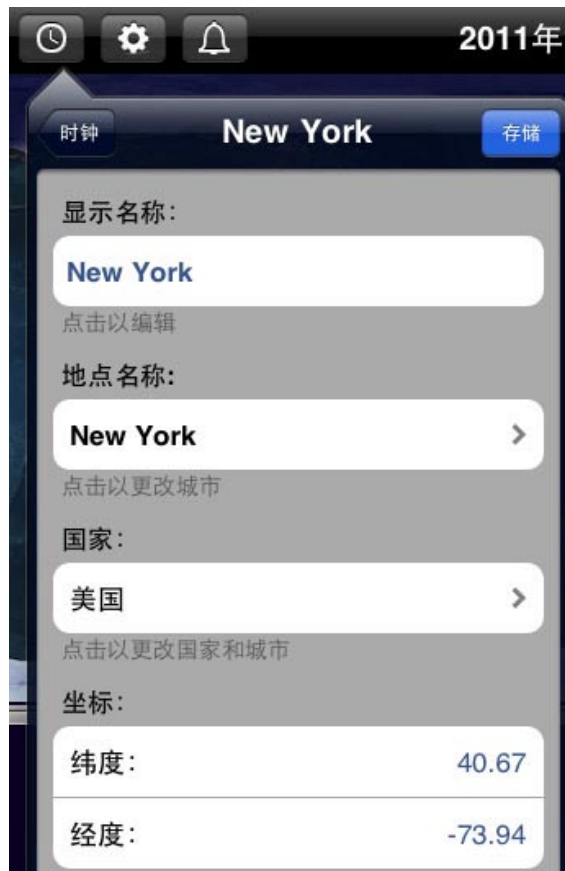 2011年
时钟
New York
存储
显示名称:
New York
点击以编辑
地点名称:
New York
点击以更改城市
国家:
美国
点击以更改国家和城市
坐标:
纬度: 40.67
经度: -73.94